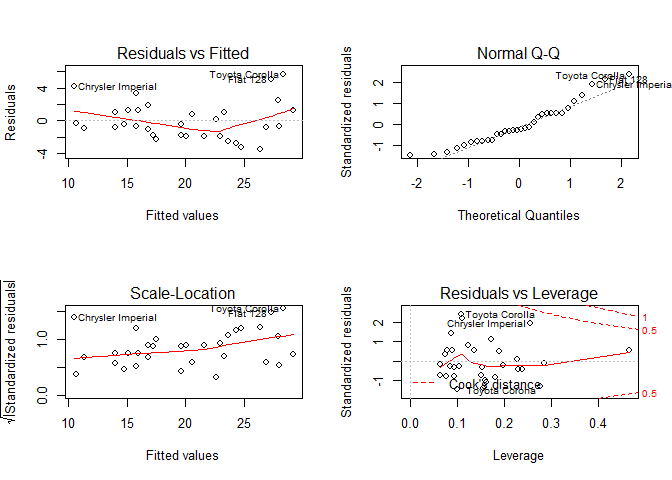 Residuals vs Fitted
Residuals
4
2
0
-4
Toyota Corolla
Fiat 128
Chrysler Imperial
10
15
20
25
Fitted values
Normal Q-Q
Standardized residuals
2
1
0
-1
Toyota Corolla
Fiat 128
Chrysler Imperial
-2
-1
0
1
2
Theoretical Quantiles
Scale-Location
√|Standardized residuals|
1.0
0.0
Toyota Corolla
Fiat 128
Chrysler Imperial
10
15
20
25
Fitted values
Residuals vs Leverage
Standardized residuals
2
1
-1
Toyota Corolla
Chrysler Imperial
Cook's distance
Toyota Corona
1
0.5
0.5
0.0
0.1
0.2
0.3
0.4
Leverage